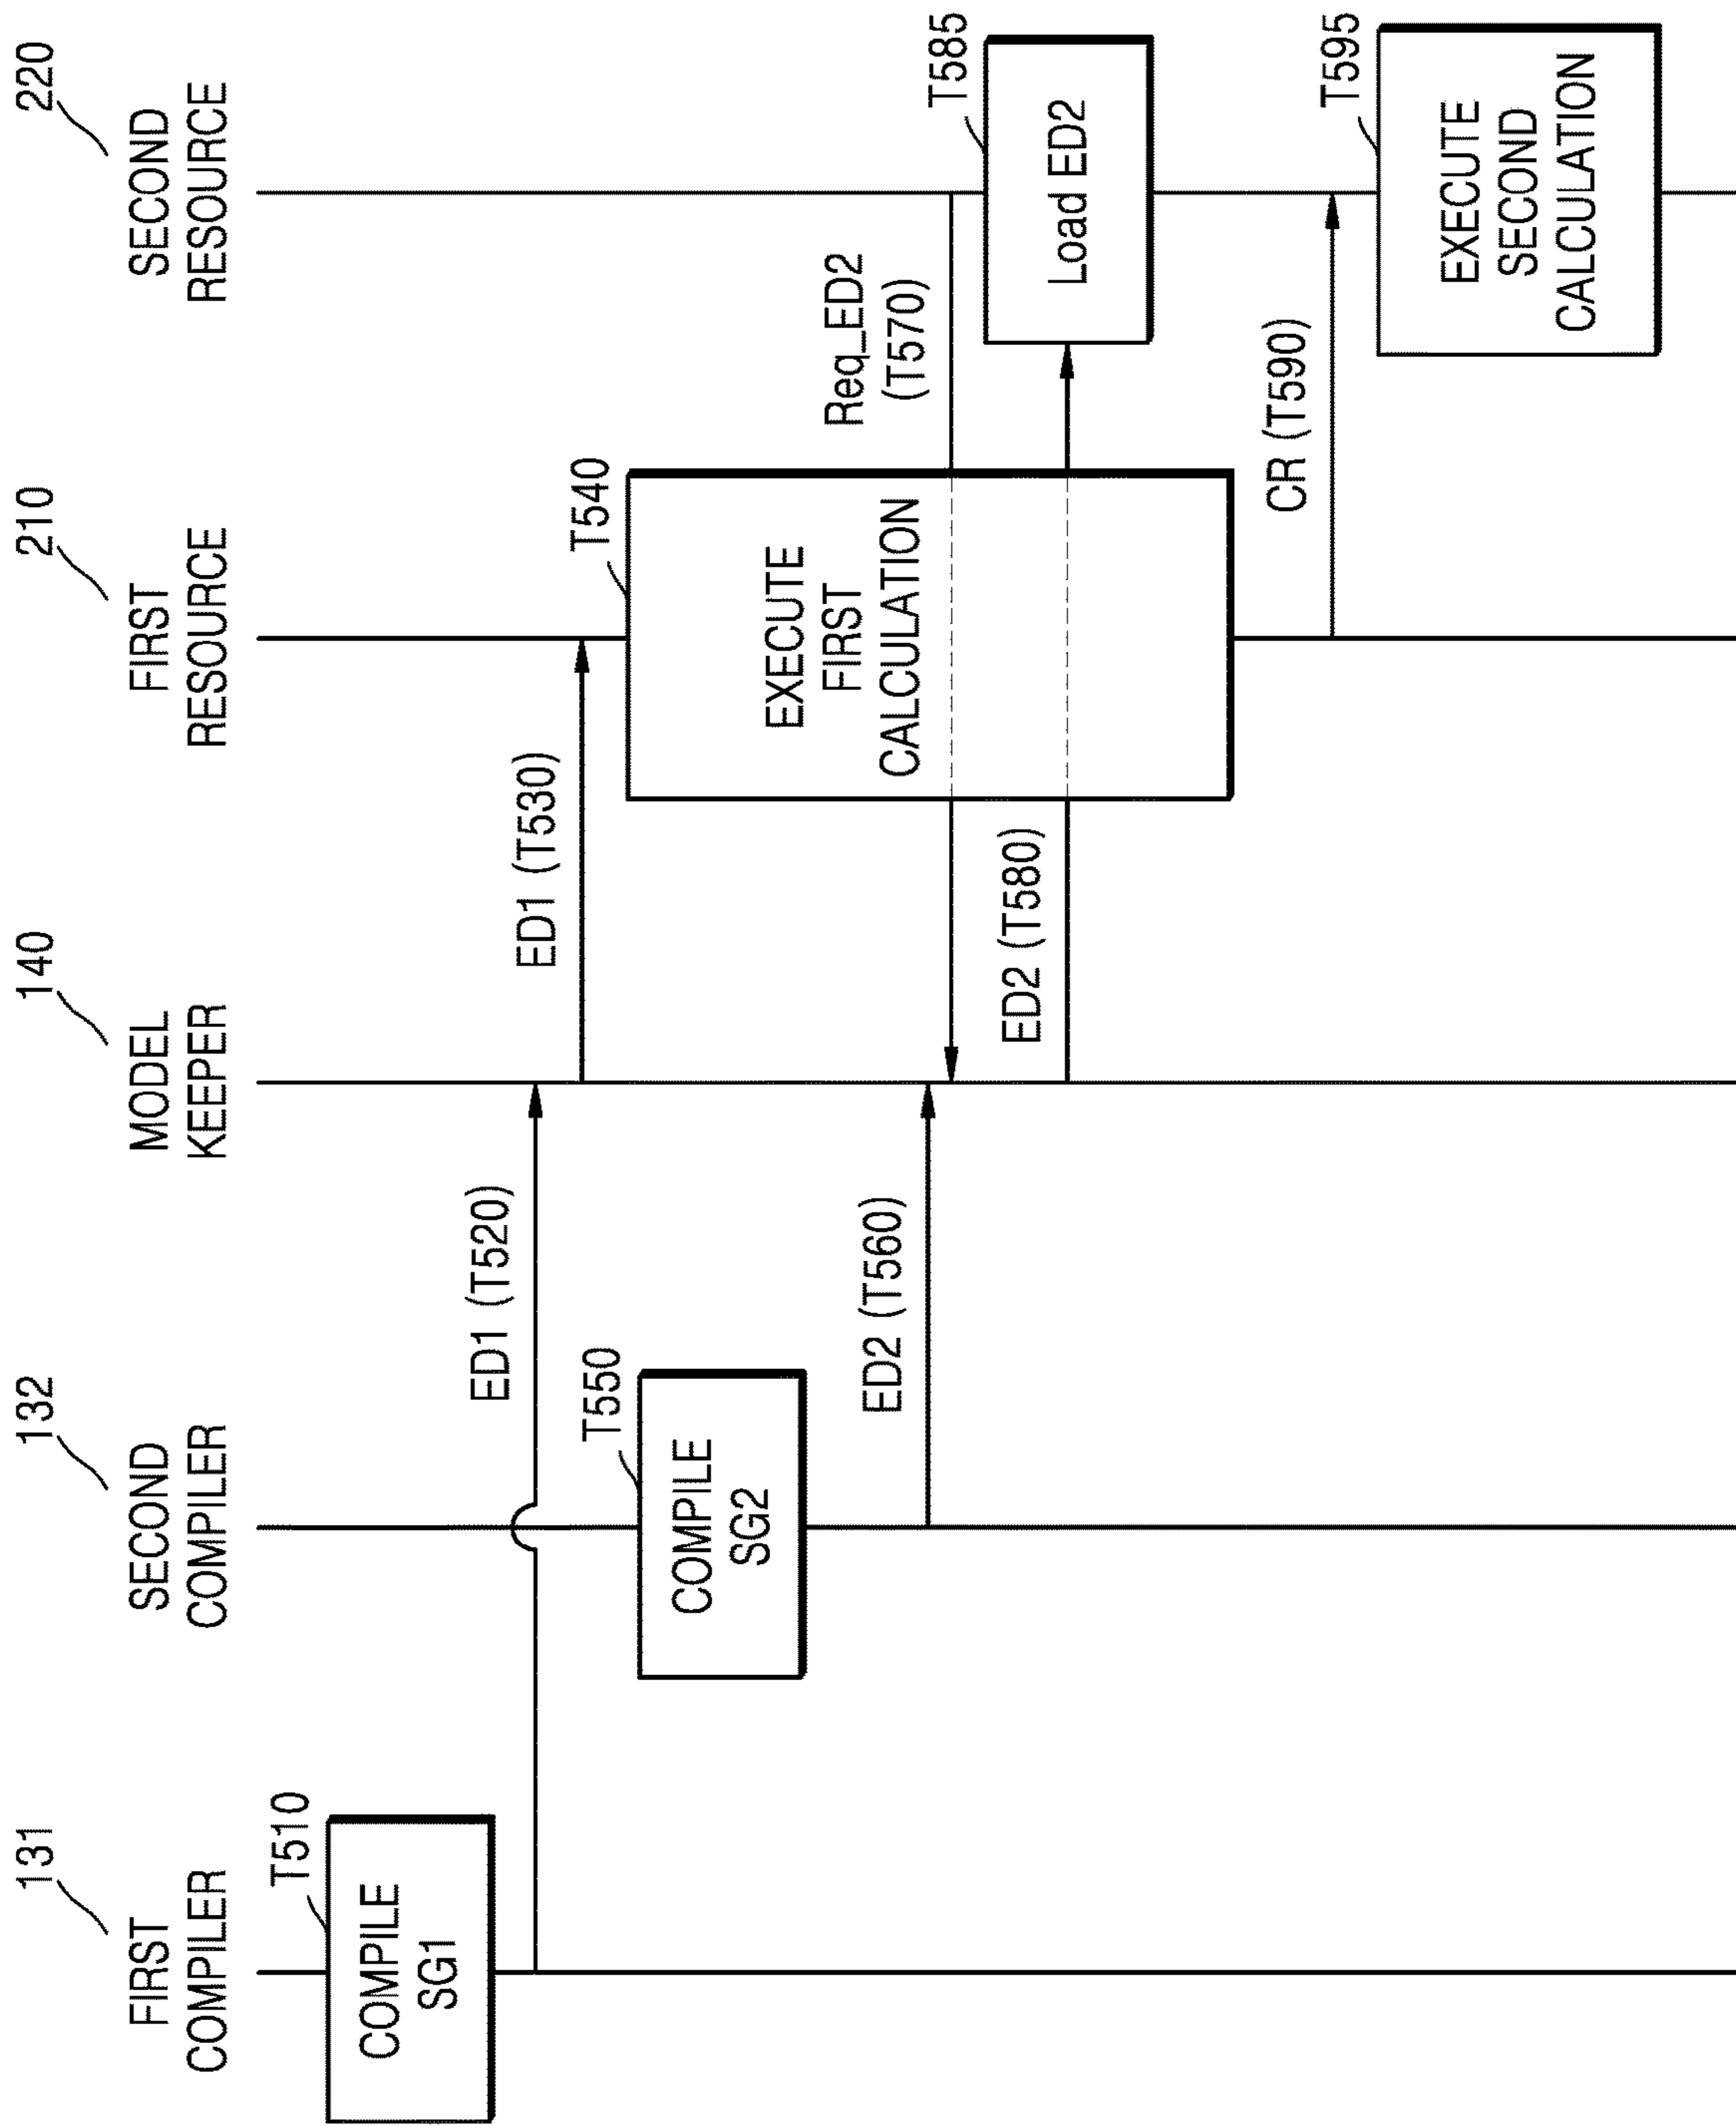 131
FIRST
COMPILER
132
SECOND
COMPILER
140
MODEL
KEEPER
210
FIRST
RESOURCE
220
SECOND
RESOURCE
T510
COMPILE
SG1
ED1 (T520)
ED1 (T530)
T540
EXECUTE
FIRST
CALCULATION
T550
COMPILE
SG2
ED2 (T560)
Req_ED2
(T570)
ED2 (T580)
T585
Load ED2
CR (T590)
T595
EXECUTE
SECOND
CALCULATION